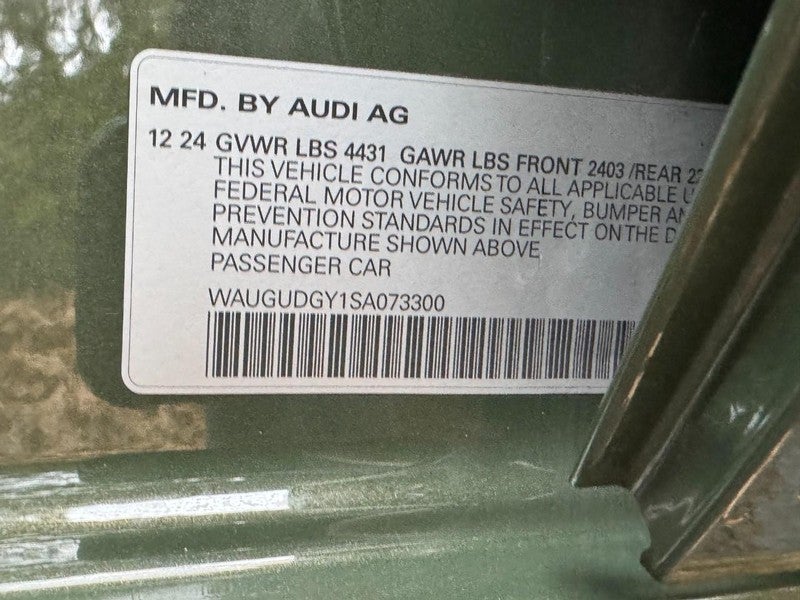 MFD. BY AUDI AG
12 24 GVWR LBS 4431 GAWR LBS FRONT 2403 /REAR
THIS VEHICLE CONFORMS TO ALL APPLICABLE
FEDERAL MOTOR VEHICLE SAFETY, BUMPER
PREVENTION STANDARDS IN EFFECT ON THE
MANUFACTURE SHOWN ABOVE
PASSENGER CAR
WAUGUDGY1SA073300